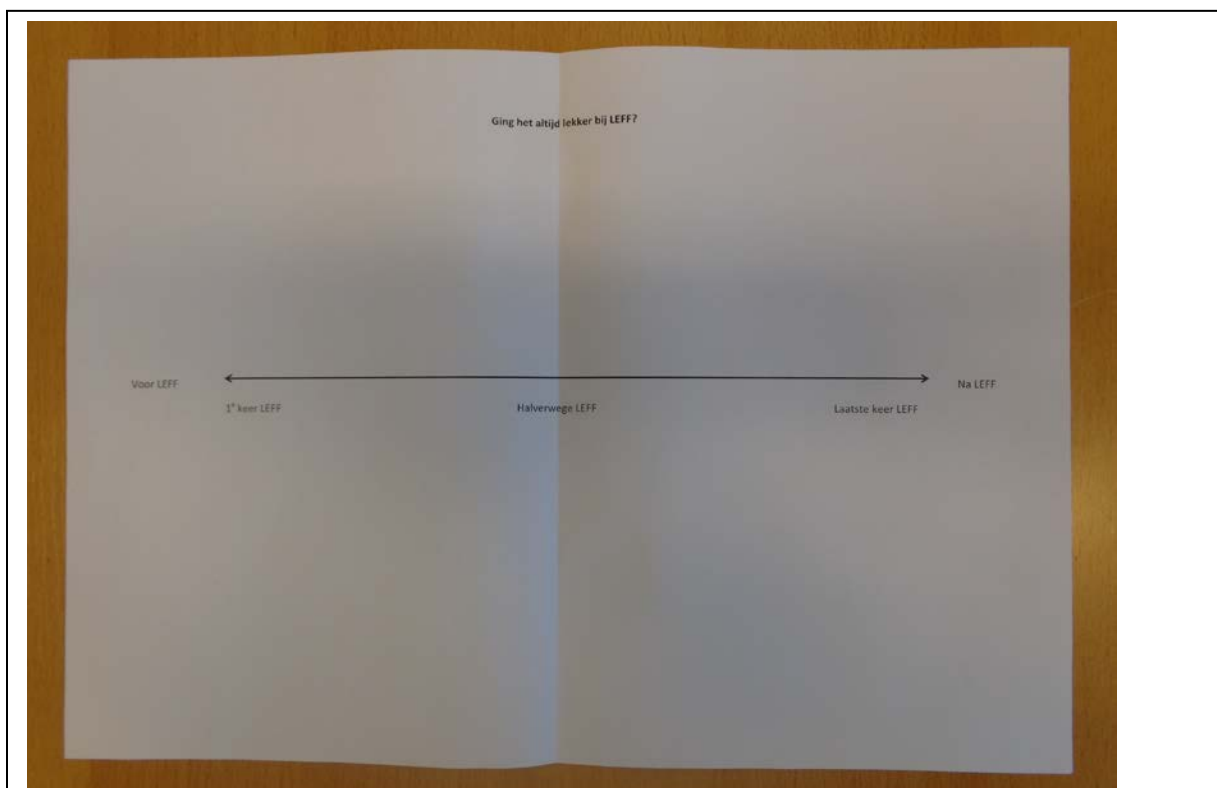 Ging het altijd lekker bij LEFF?
Voor LEFF
Na LEFF
1e keer LEFF
Halverwege LEFF
Laatste keer LEFF